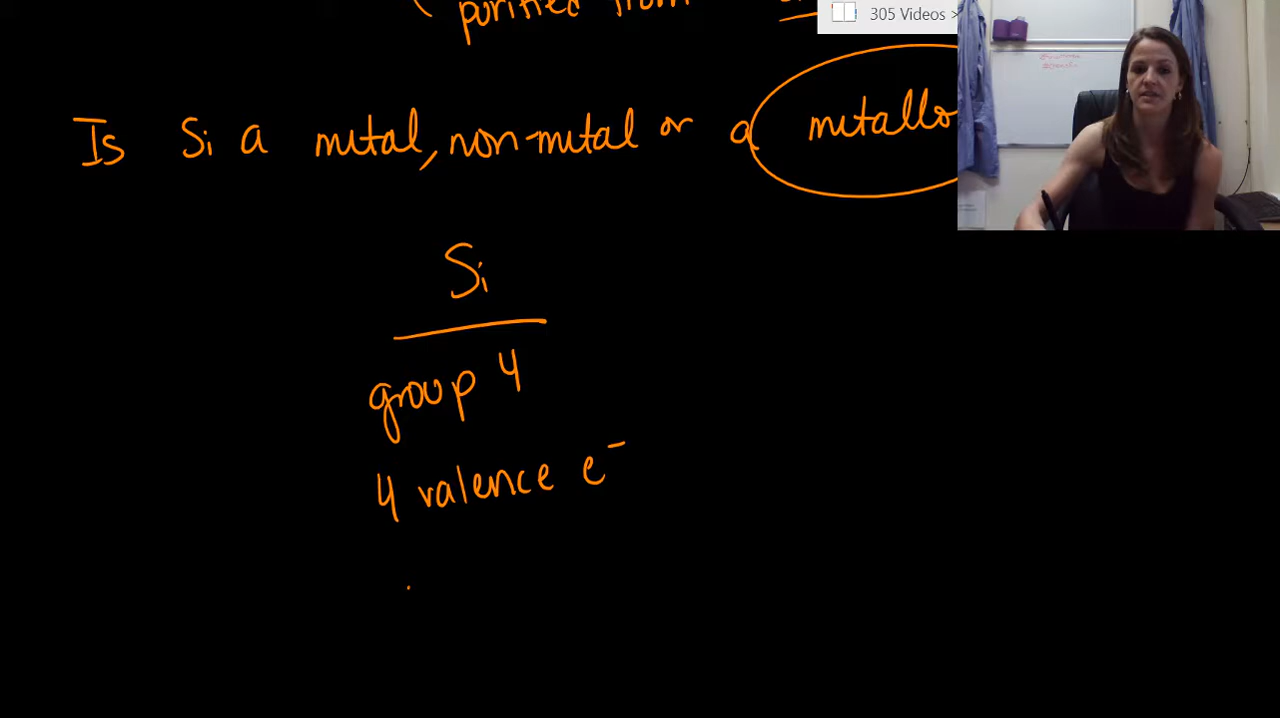 purified from
305 Videos >
Is Si a metal, non-metal or a metallo
Si
group 4
4 valence e⁻